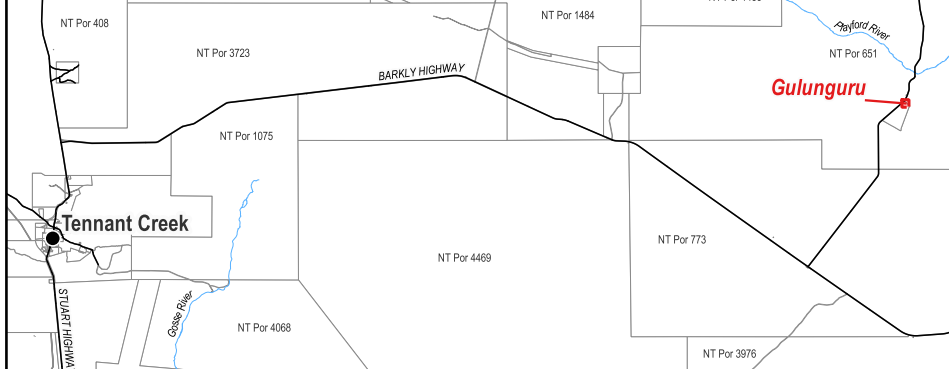 NT Por 408
NT Por 1484
Playford River
NT Por 3723
NT Por 651
BARKLY HIGHWAY
Gulunguru
NT Por 1075
Tennant Creek
NT Por 773
NT Por 4469
Gosse River
STUART HIGHWAY
NT Por 4068
NT Por 3976